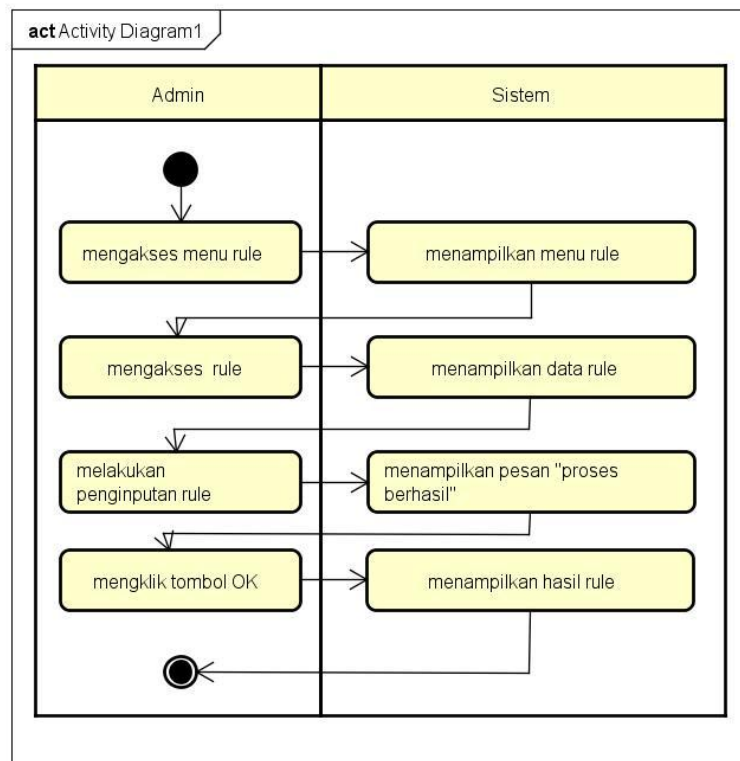 act Activity Diagram1
Admin
Sistem
mengakses menu rule
menampilkan menu rule
mengakses rule
menampilkan data rule
melakukan
penginputan rule
menampilkan pesan "proses
berhasil"
mengklik tombol OK
menampilkan hasil rule